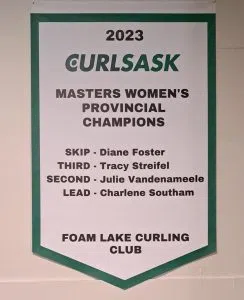 2023
CURLSASK
MASTERS WOMEN'S
PROVINCIAL
CHAMPIONS
SKIP - Diane Foster
THIRD - Tracy Streifel
SECOND - Julie Vandenameele
LEAD - Charlene Southam
FOAM LAKE CURLING
CLUB